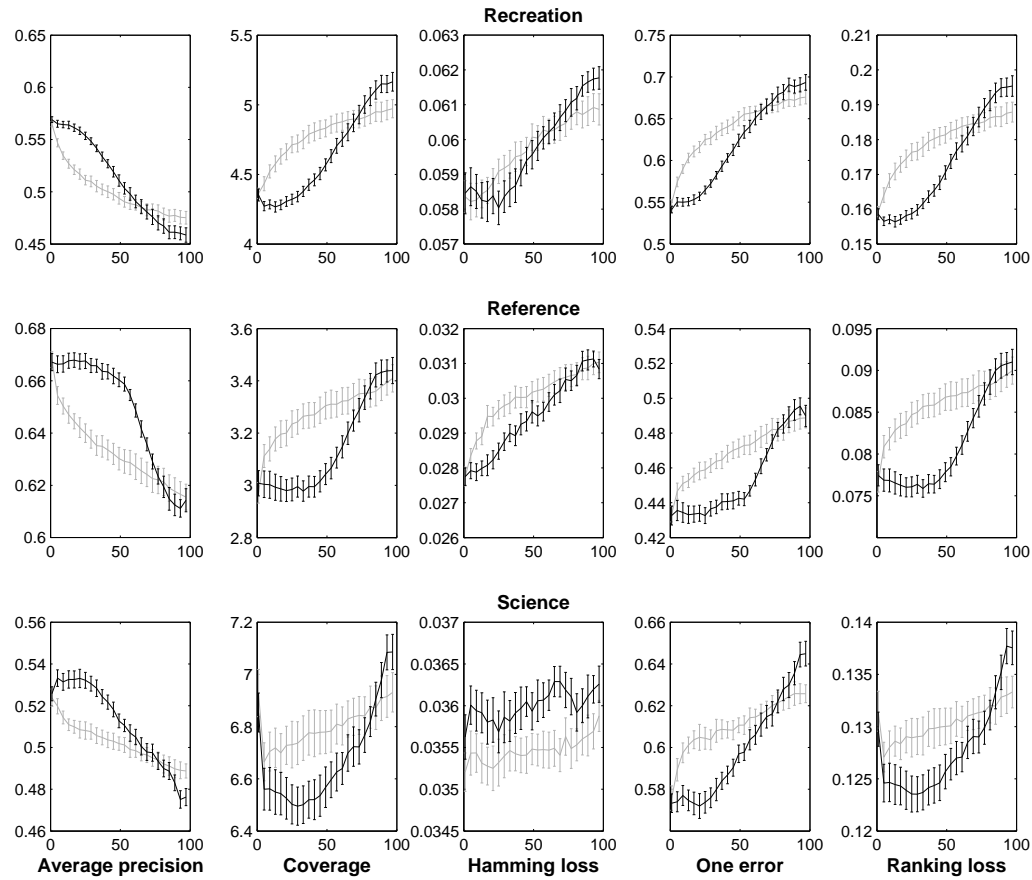 Recreation
0.65 0.6 0.55 0.5 0.45
0 50 100
5.5 5 4.5 4
0 50 100
0.063 0.062 0.061 0.06 0.059 0.058 0.057
0 50 100
0.75 0.7 0.65 0.6 0.55 0.5
0 50 100
0.21 0.2 0.19 0.18 0.17 0.16 0.15
0 50 100
Reference
0.68 0.66 0.64 0.62 0.6
0 50 100
3.6 3.4 3.2 3 2.8
0 50 100
0.032 0.031 0.03 0.029 0.028 0.027 0.026
0 50 100
0.54 0.52 0.5 0.48 0.46 0.44 0.42
0 50 100
0.095 0.09 0.085 0.08 0.075
0 50 100
Science
0.56 0.54 0.52 0.5 0.48 0.46
0 50 100
7.2 7 6.8 6.6 6.4
0 50 100
0.037 0.0365 0.036 0.0355 0.035 0.0345
0 50 100
0.66 0.64 0.62 0.6 0.58
0 50 100
0.14 0.135 0.13 0.125 0.12
0 50 100
Average precision Coverage Hamming loss One error Ranking loss